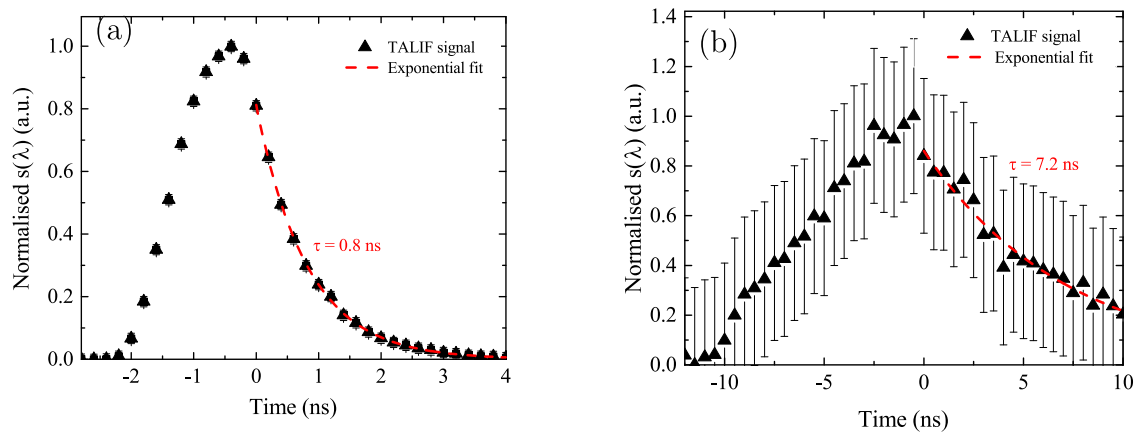 (a)
TALIF signal
Exponential fit
τ = 0.8 ns
Normalised s(λ) (a.u.)
1.0
0.8
0.6
0.4
0.2
0.0
-2
-1
0
1
2
3
4
Time (ns)
(b)
TALIF signal
Exponential fit
τ = 7.2 ns
Normalised s(λ) (a.u.)
1.4
1.2
1.0
0.8
0.6
0.4
0.2
0.0
-10
-5
0
5
10
Time (ns)